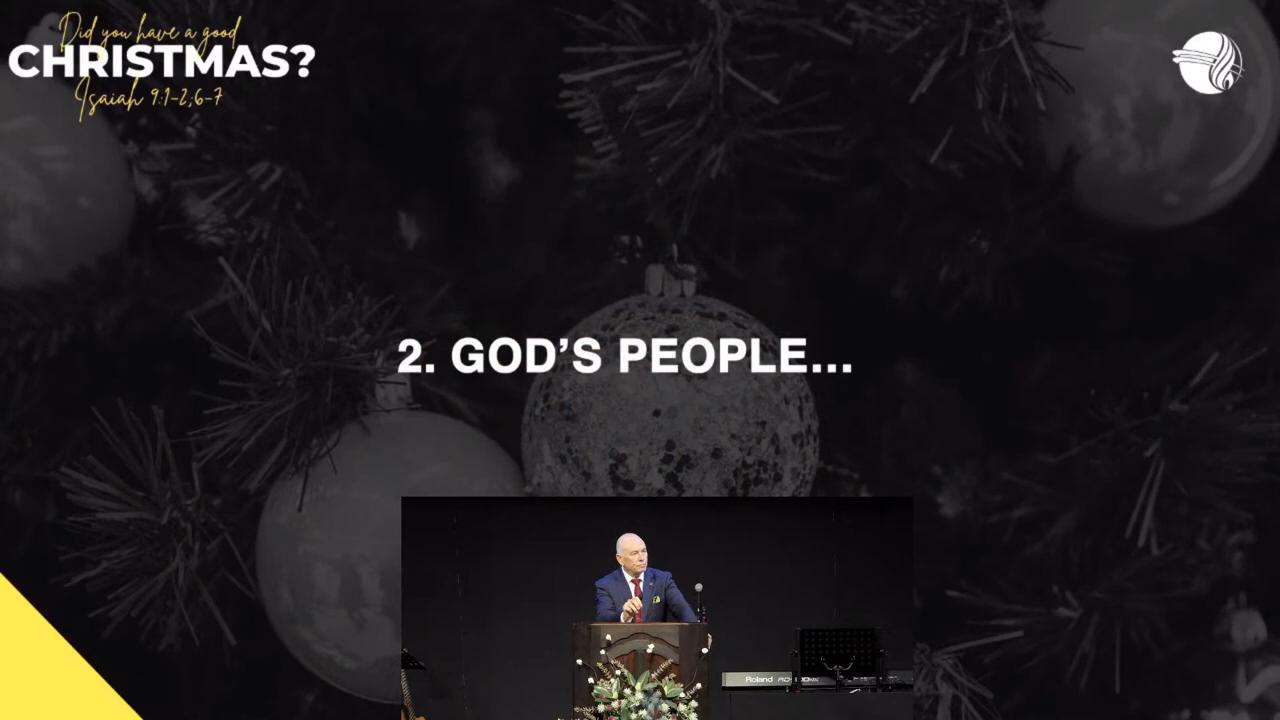 Did you have a good
CHRISTMAS?
Isaiah 9:1-2;6-7
2. GOD'S PEOPLE...
Roland